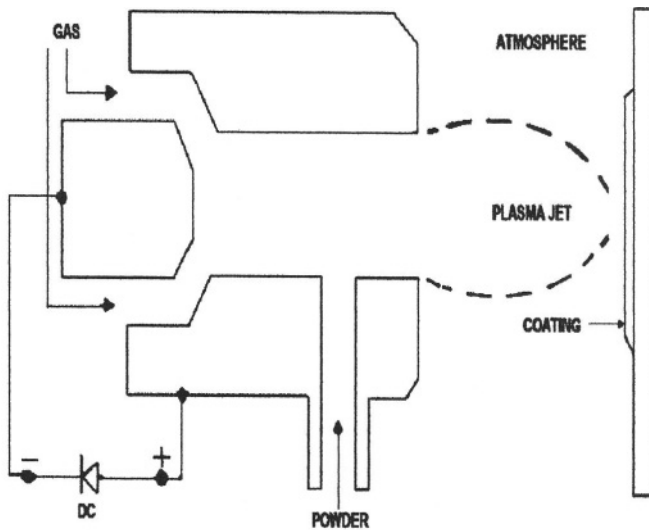 GAS
ATMOSPHERE
PLASMA JET
COATING
- +
DC
POWDER